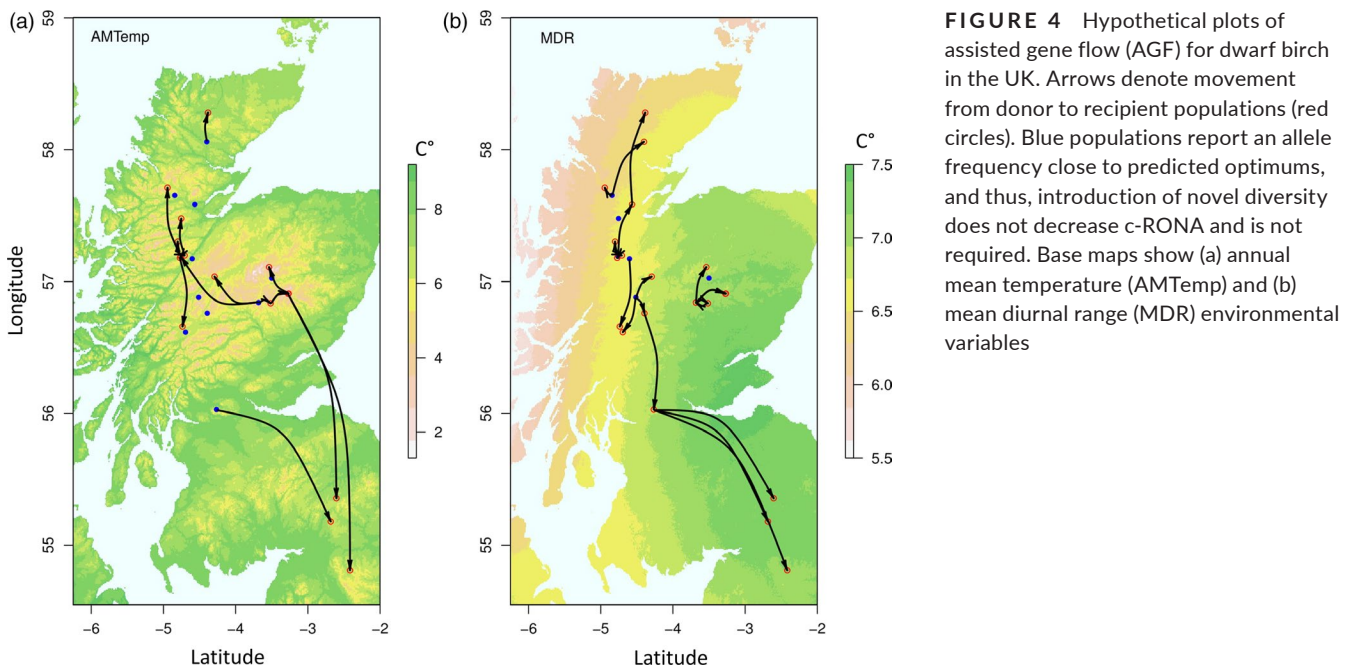 (a)
AMTemp
59
58
57
56
55
Longitude
−6
−5
−4
−3
−2
Latitude
C°
8
6
4
2
(b)
MDR
−6
−5
−4
−3
−2
Latitude
C°
7.5
7.0
6.5
6.0
5.5
FIGURE 4 Hypothetical plots of
assisted gene flow (AGF) for dwarf birch
in the UK. Arrows denote movement
from donor to recipient populations (red
circles). Blue populations report an allele
frequency close to predicted optimums,
and thus, introduction of novel diversity
does not decrease c-RONA and is not
required. Base maps show (a) annual
mean temperature (AMTemp) and (b)
mean diurnal range (MDR) environmental
variables